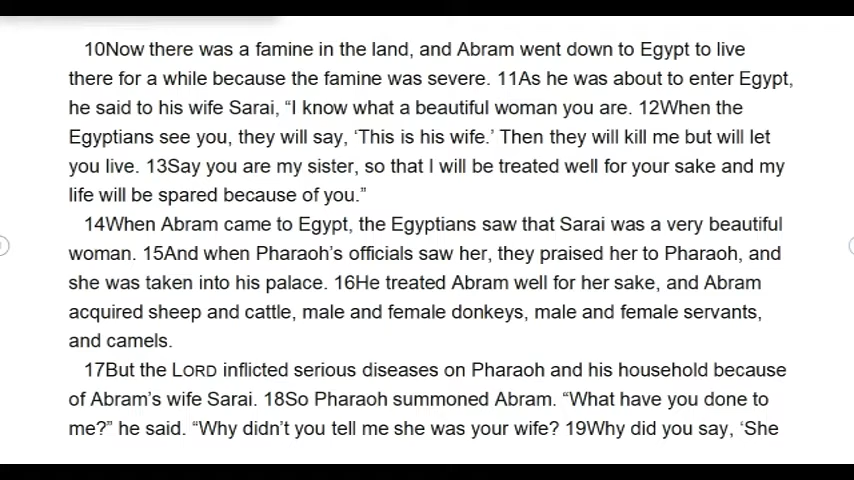 10Now there was a famine in the land, and Abram went down to Egypt to live
there for a while because the famine was severe. 11As he was about to enter Egypt,
he said to his wife Sarai, “I know what a beautiful woman you are. 12When the
Egyptians see you, they will say, ‘This is his wife.’ Then they will kill me but will let
you live. 13Say you are my sister, so that I will be treated well for your sake and my
life will be spared because of you.”
14When Abram came to Egypt, the Egyptians saw that Sarai was a very beautiful
woman. 15And when Pharaoh’s officials saw her, they praised her to Pharaoh, and
she was taken into his palace. 16He treated Abram well for her sake, and Abram
acquired sheep and cattle, male and female donkeys, male and female servants,
and camels.
17But the LORD inflicted serious diseases on Pharaoh and his household because
of Abram’s wife Sarai. 18So Pharaoh summoned Abram. “What have you done to
me?” he said. “Why didn’t you tell me she was your wife? 19Why did you say, ‘She